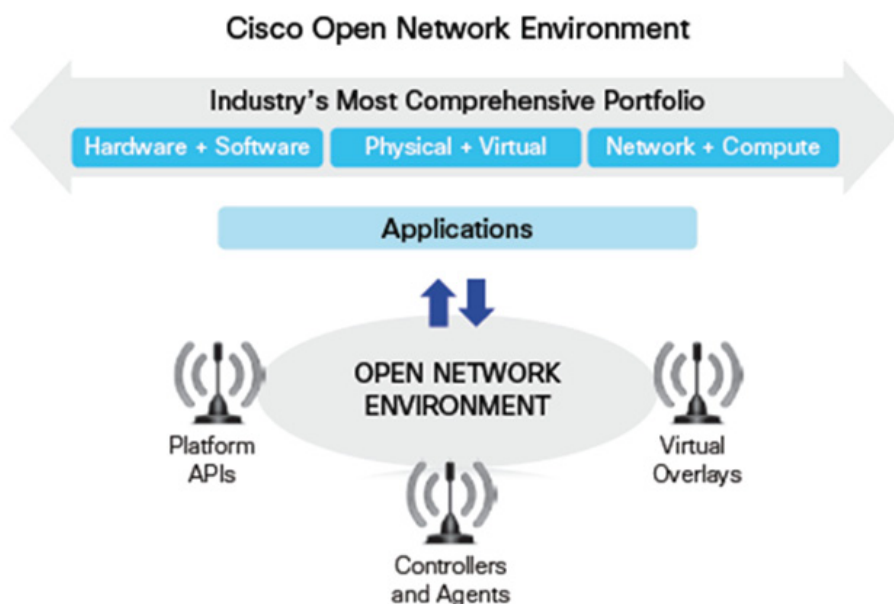 Cisco Open Network Environment
Industry's Most Comprehensive Portfolio
Hardware + Software
Physical + Virtual
Network + Compute
Applications
OPEN NETWORK
ENVIRONMENT
Platform
APIs
Virtual
Overlays
Controllers
and Agents